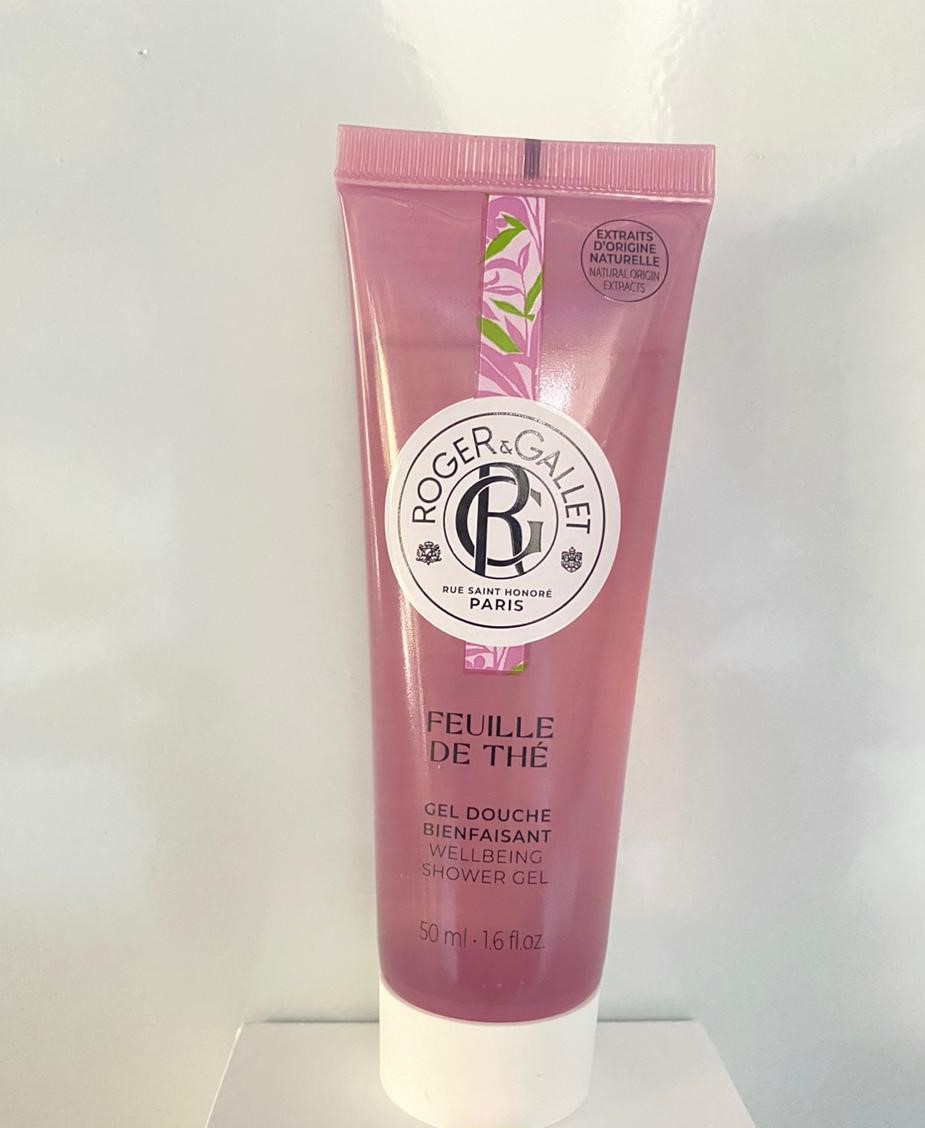 EXTRAITS
D'ORIGINE
NATURELLE
NATURAL ORIGIN
EXTRACTS
ROGER & GALLET
RG
RUE SAINT HONORÉ
PARIS
FEUILLE
DE THÉ
GEL DOUCHE
BIENFAISANT
WELLBEING
SHOWER GEL
50 ml · 1.6 fl.oz.